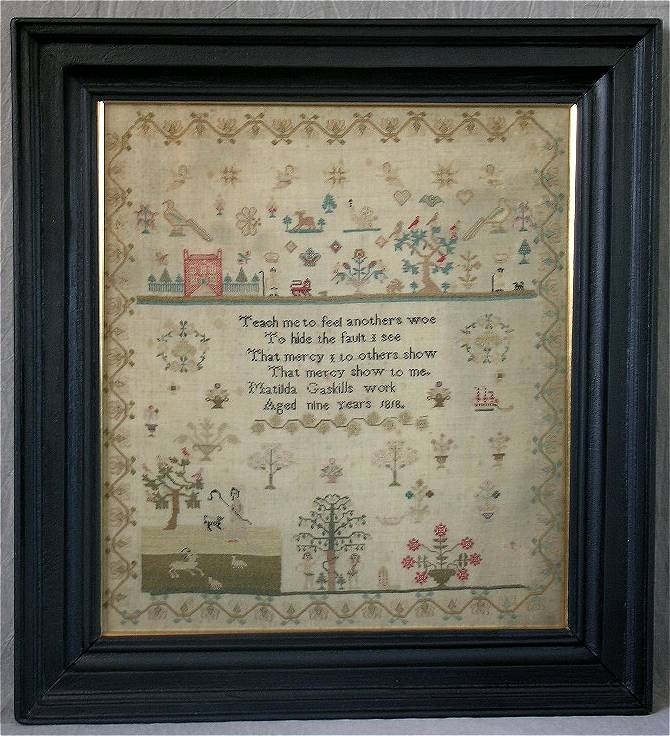 Teach me to feel anothers woe
To hide the fault I see
That mercy I to others show
That mercy show to me.
Matilda Gaskills work
Aged nine years 1818.